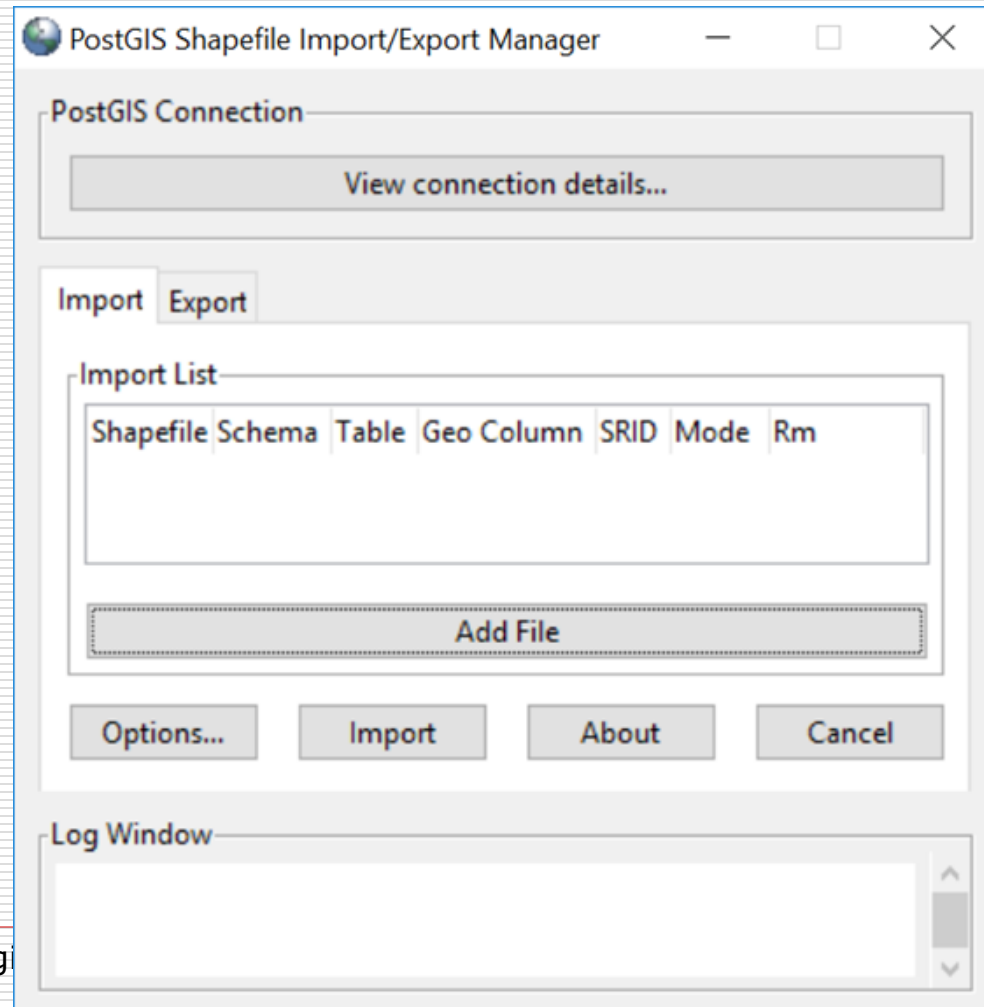 PostGIS Shapefile Import/Export Manager
PostGIS Connection
View connection details...
Import Export
Import List
Shapefile Schema Table Geo Column SRID Mode Rm
Add File
Options... Import About Cancel
Log Window